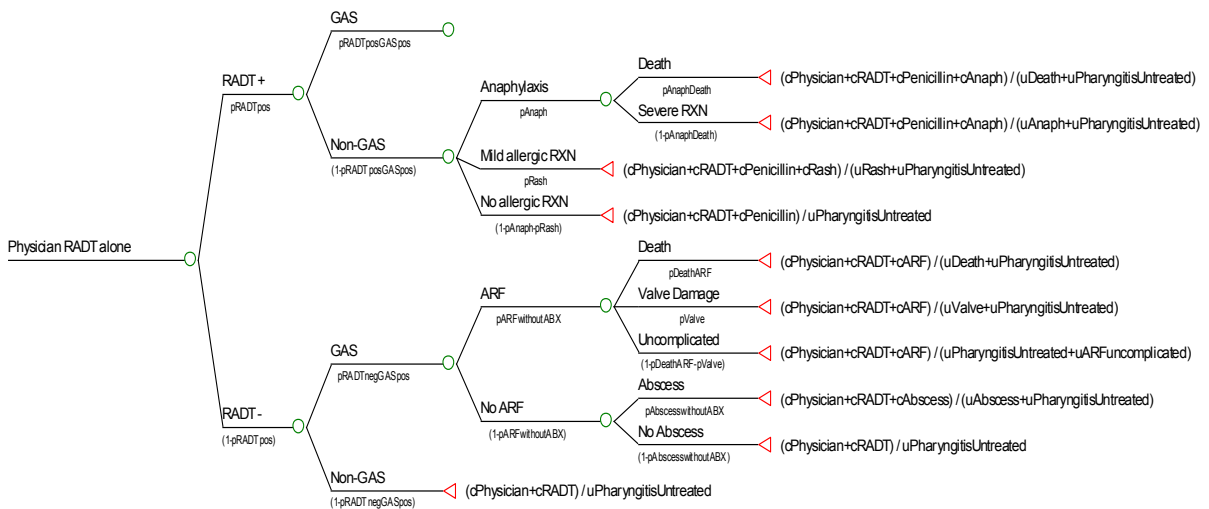 GAS
pRADTposGASpos
RADT +
pRADTpos
Non-GAS
(1-pRADTposGASpos)
Anaphylaxis
pAnaph
Death
pAnaphDeath
(cPhysician+cRADT+cPenicillin+cAnaph) / (uDeath+uPharyngitisUntreated)
Severe RXN
(1-pAnaphDeath)
(cPhysician+cRADT+cPenicillin+cAnaph) / (uAnaph+uPharyngitisUntreated)
Mild allergic RXN
pRash
(cPhysician+cRADT+cPenicillin+cRash) / (uRash+uPharyngitisUntreated)
No allergic RXN
(1-pAnaph-pRash)
(cPhysician+cRADT+cPenicillin) / uPharyngitisUntreated
Physician RADT alone
RADT -
(1-pRADTpos)
GAS
pRADTnegGASpos
ARF
pARFwithoutABX
Death
pDeathARF
(cPhysician+cRADT+cARF) / (uDeath+uPharyngitisUntreated)
Valve Damage
pValve
(cPhysician+cRADT+cARF) / (uValve+uPharyngitisUntreated)
Uncomplicated
(1-pDeathARF-pValve)
(cPhysician+cRADT+cARF) / (uPharyngitisUntreated+uARFuncomplicated)
No ARF
(1-pARFwithoutABX)
Abscess
pAbscesswithoutABX
(cPhysician+cRADT+cAbscess) / (uAbscess+uPharyngitisUntreated)
No Abscess
(1-pAbscesswithoutABX)
(cPhysician+cRADT) / uPharyngitisUntreated
Non-GAS
(1-pRADTnegGASpos)
(cPhysician+cRADT) / uPharyngitisUntreated